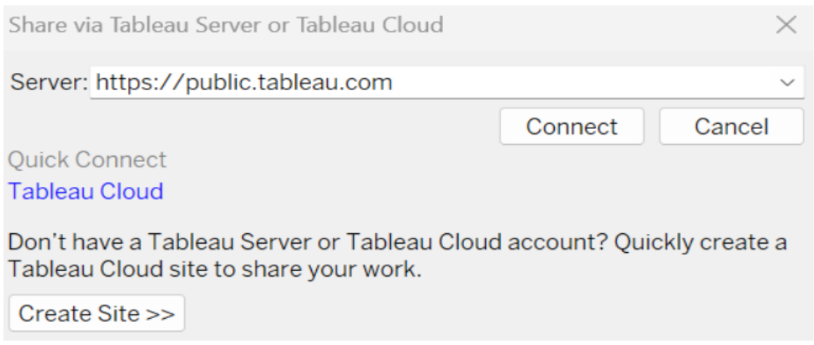 Share via Tableau Server or Tableau Cloud
Server: https://public.tableau.com
Connect Cancel
Quick Connect
Tableau Cloud
Don't have a Tableau Server or Tableau Cloud account? Quickly create a
Tableau Cloud site to share your work.
Create Site >>